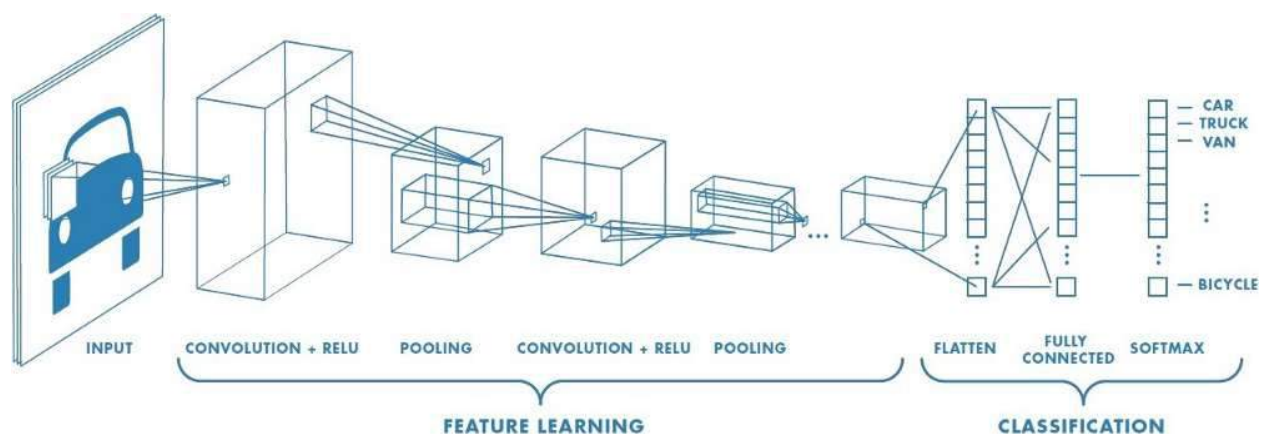 CAR
TRUCK
VAN
BICYCLE
INPUT
CONVOLUTION + RELU
POOLING
CONVOLUTION + RELU
POOLING
FLATTEN
FULLY
CONNECTED
SOFTMAX
FEATURE LEARNING
CLASSIFICATION